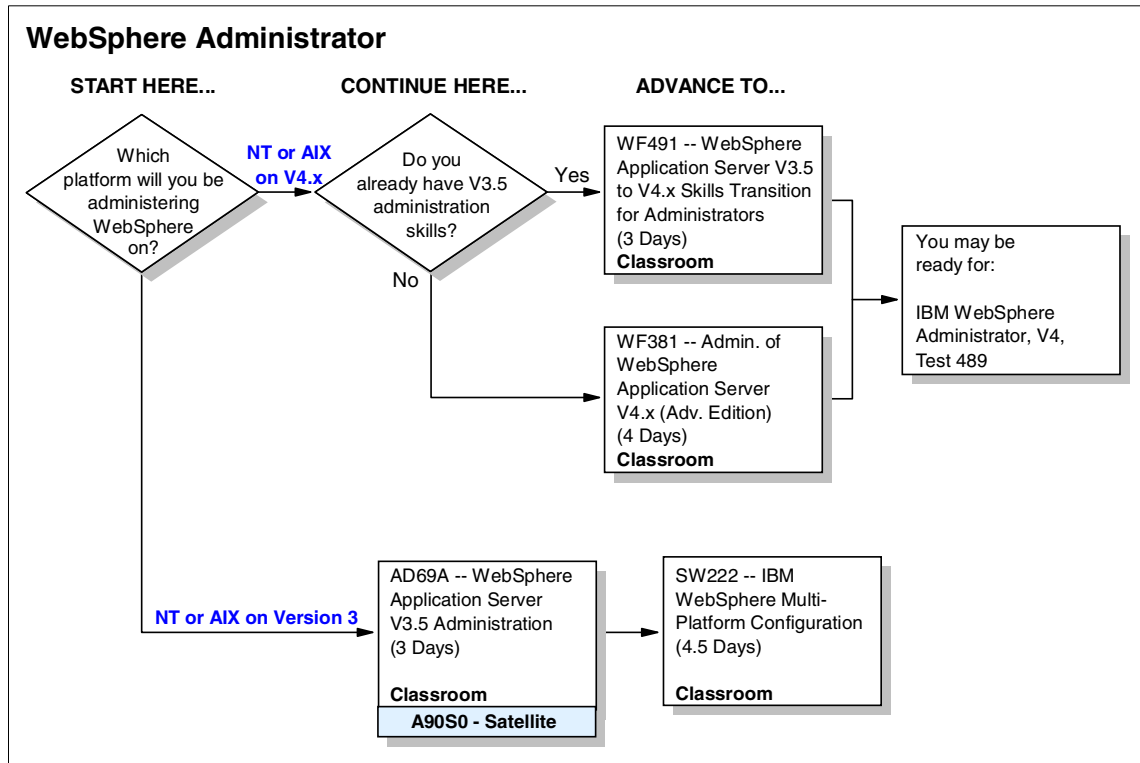 WebSphere Administrator
START HERE...
CONTINUE HERE...
ADVANCE TO...
Which
platform will you be
administering
WebSphere
on?
NT or AIX
on V4.x
Do you
already have V3.5
administration
skills?
Yes
No
WF491 -- WebSphere
Application Server V3.5
to V4.x Skills Transition
for Administrators
(3 Days)
Classroom
WF381 -- Admin. of
WebSphere
Application Server
V4.x (Adv. Edition)
(4 Days)
Classroom
You may be
ready for:
IBM WebSphere
Administrator, V4,
Test 489
NT or AIX on Version 3
AD69A -- WebSphere
Application Server
V3.5 Administration
(3 Days)
Classroom
A90S0 - Satellite
SW222 -- IBM
WebSphere Multi-
Platform Configuration
(4.5 Days)
Classroom